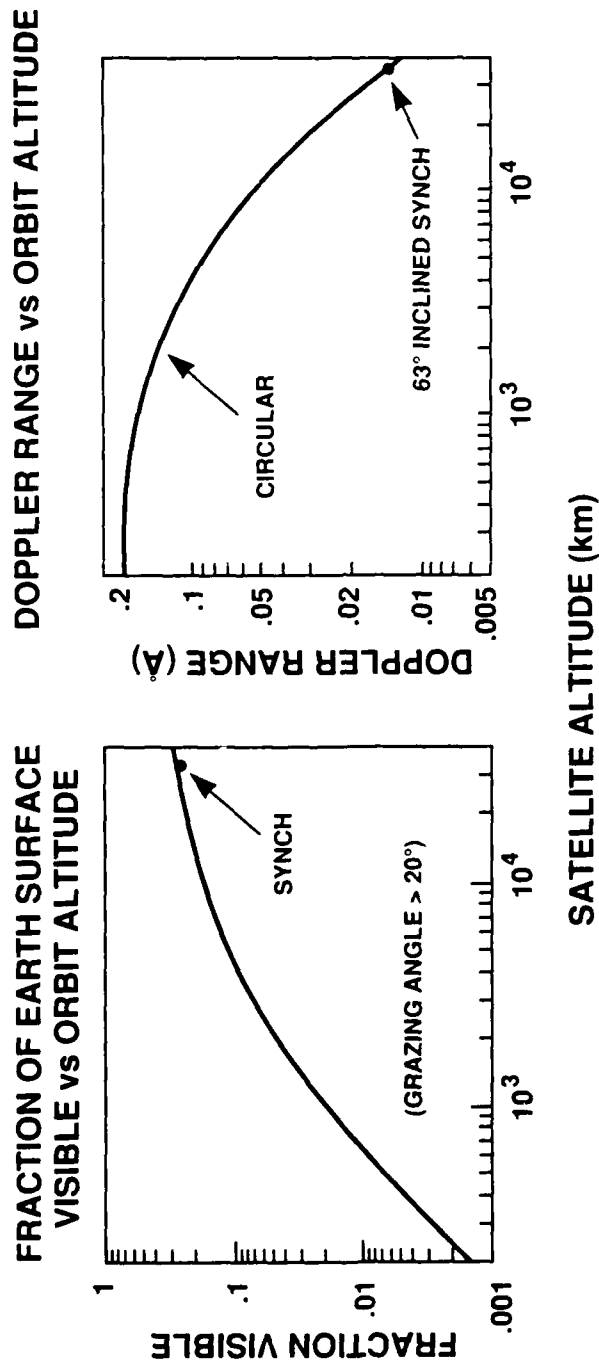 FRACTION OF EARTH SURFACE
VISIBLE vs ORBIT ALTITUDE
FRACTION VISIBLE
1
.1
.01
.001
SYNCH
(GRAZING ANGLE > 20°)
10³
10⁴
DOPPLER RANGE vs ORBIT ALTITUDE
DOPPLER RANGE (Å)
.2
.1
.05
.02
.01
.005
CIRCULAR
63° INCLINED SYNCH
10³
10⁴
SATELLITE ALTITUDE (km)